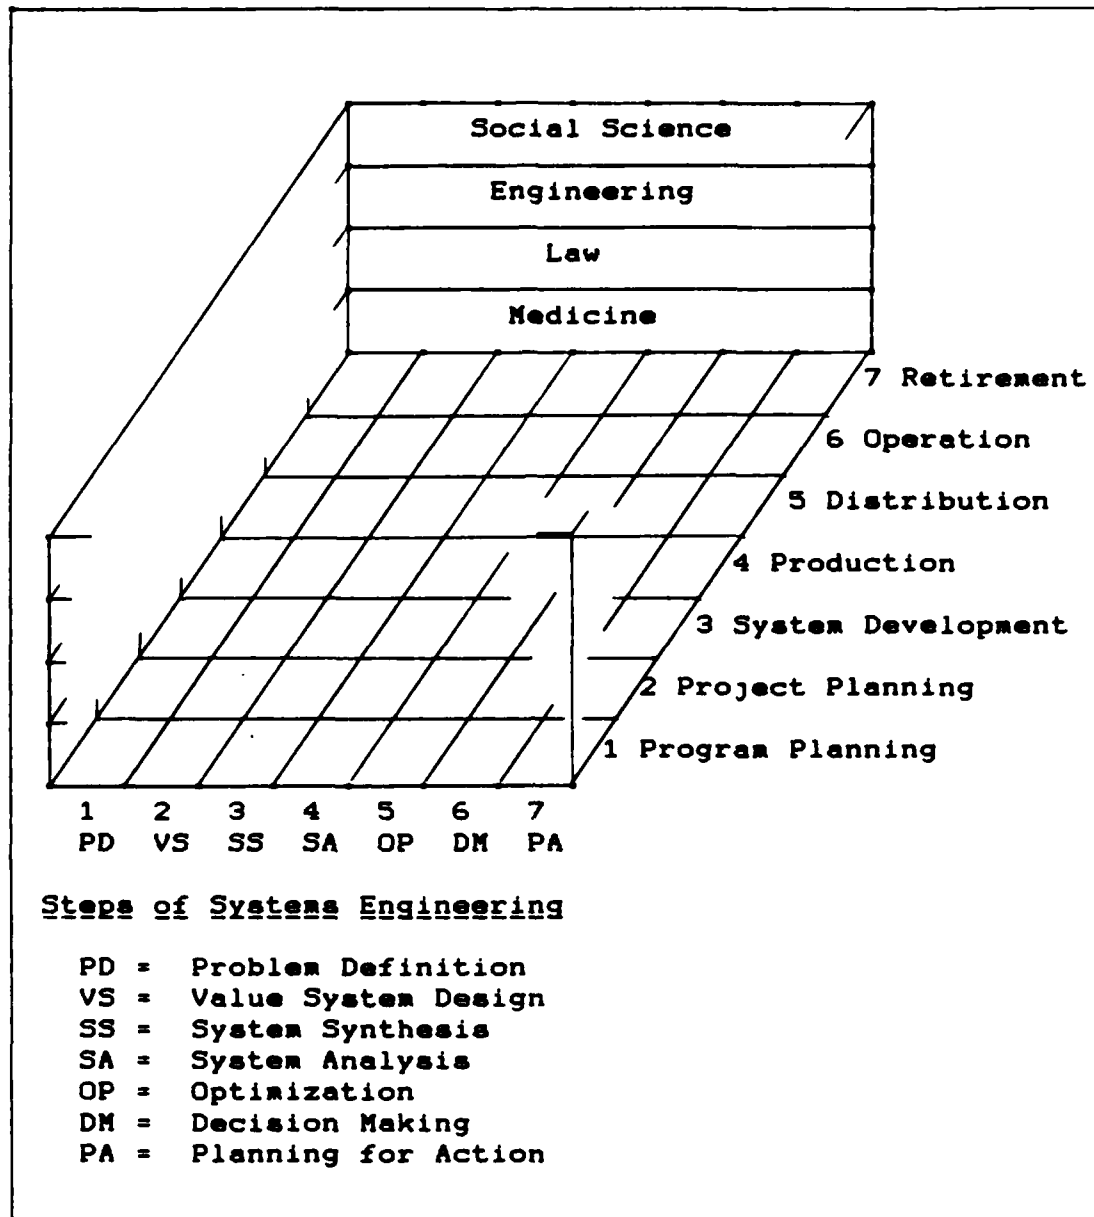 Social Science
Engineering
Law
Medicine
7 Retirement
6 Operation
5 Distribution
4 Production
3 System Development
2 Project Planning
1 Program Planning
1 2 3 4 5 6 7
PD VS SS SA OP DM PA
Steps of Systems Engineering
PD = Problem Definition
VS = Value System Design
SS = System Synthesis
SA = System Analysis
OP = Optimization
DM = Decision Making
PA = Planning for Action